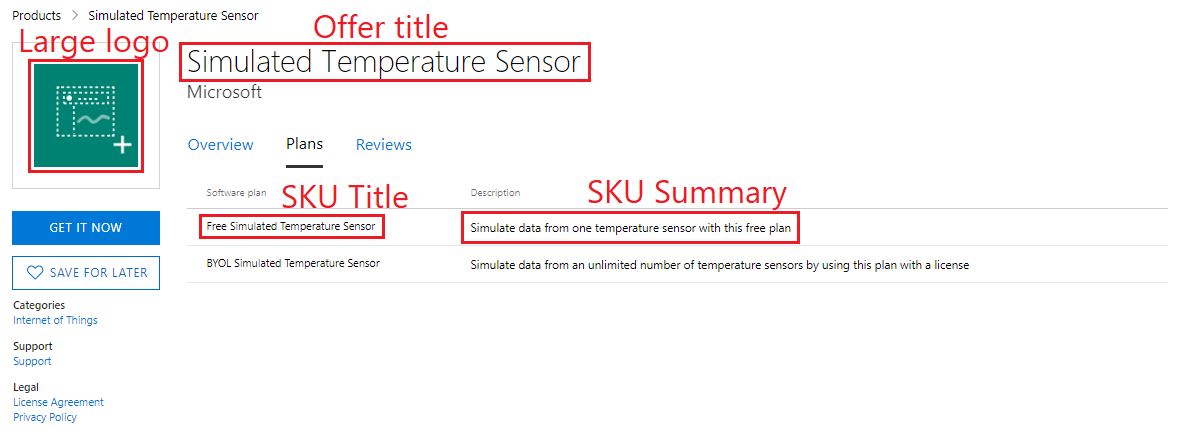 Products > Simulated Temperature Sensor
Large logo
Offer title
Simulated Temperature Sensor
Microsoft
Overview Plans Reviews
Software plan Description
SKU Title SKU Summary
Free Simulated Temperature Sensor Simulate data from one temperature sensor with this free plan
BYOL Simulated Temperature Sensor Simulate data from an unlimited number of temperature sensors by using this plan with a license
GET IT NOW
SAVE FOR LATER
Categories
Internet of Things
Support
Support
Legal
License Agreement
Privacy Policy